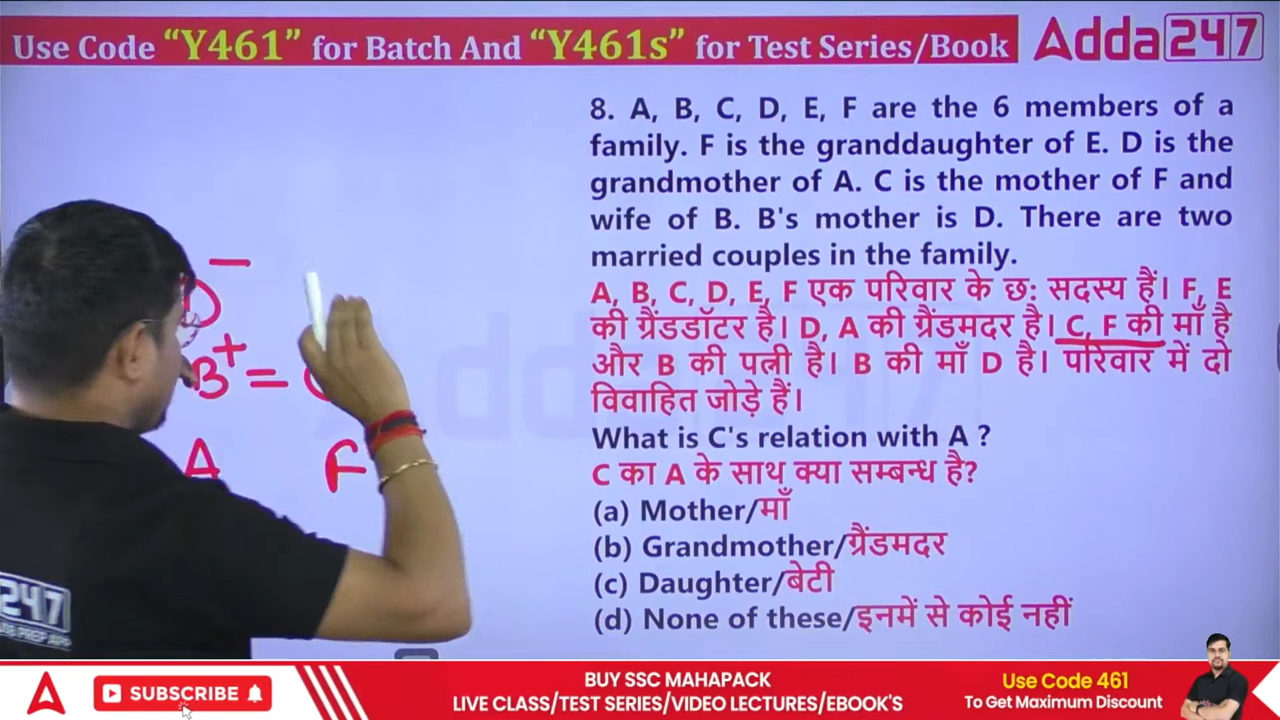 Use Code “Y461” for Batch And “Y461s” for Test Series/Book
Adda 247
8. A, B, C, D, E, F are the 6 members of a
family. F is the granddaughter of E. D is the
grandmother of A. C is the mother of F and
wife of B. B's mother is D. There are two
married couples in the family.
A, B, C, D, E, F एक परिवार के छः सदस्य हैं। F, E
की ग्रैंडडॉटर है। D, A की ग्रैंडमदर है। C, F की माँ है
और B की पत्नी है। B की माँ D है। परिवार में दो
विवाहित जोड़े हैं।
What is C's relation with A ?
C का A के साथ क्या सम्बन्ध है?
(a) Mother/माँ
(b) Grandmother/ग्रैंडमदर
(c) Daughter/बेटी
(d) None of these/इनमें से कोई नहीं
D −
B + =
A F
247
SUBSCRIBE
BUY SSC MAHAPACK
LIVE CLASS/TEST SERIES/VIDEO LECTURES/EBOOK'S
Use Code 461
To Get Maximum Discount